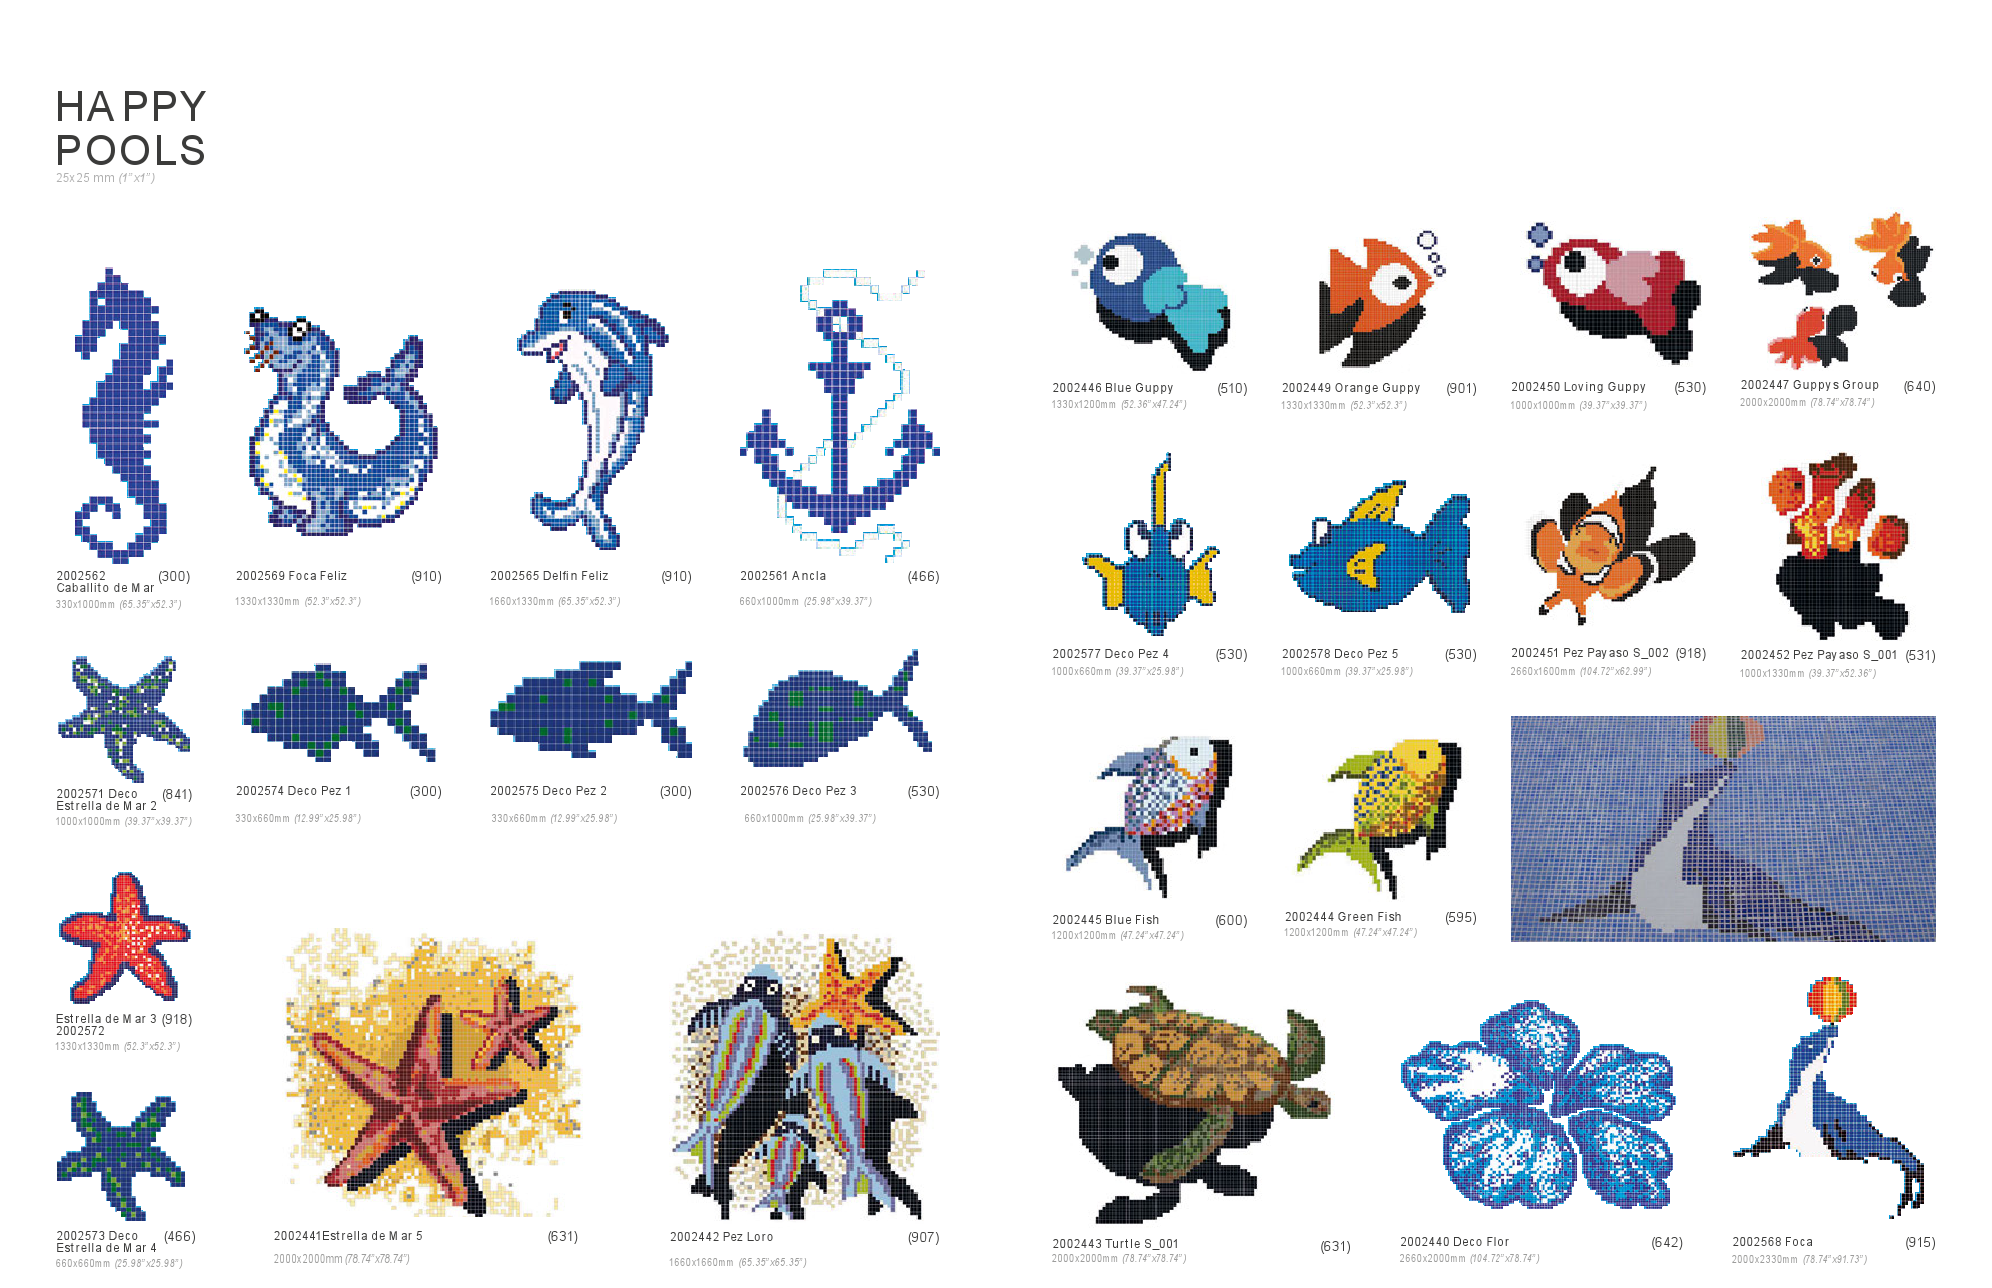 HAPPY
POOLS
25x25 mm (1"x1")
2002562 (300)
Caballito de Mar
330x1000mm (65.35"x52.3")
2002569 Foca Feliz (910)
1330x1330mm (52.3"x52.3")
2002565 Delfin Feliz (910)
1660x1330mm (65.35"x52.3")
2002561 Ancla (466)
660x1000mm (25.98"x39.37")
2002571 Deco (841)
Estrella de Mar 2
1000x1000mm (39.37"x39.37")
2002574 Deco Pez 1 (300)
330x660mm (12.99"x25.98")
2002575 Deco Pez 2 (300)
330x660mm (12.99"x25.98")
2002576 Deco Pez 3 (530)
660x1000mm (25.98"x39.37")
Estrella de Mar 3 (918)
2002572
1330x1330mm (52.3"x52.3")
2002573 Deco (466)
Estrella de Mar 4
660x660mm (25.98"x25.98")
2002441Estrella de Mar 5 (631)
2000x2000mm (78.74"x78.74")
2002442 Pez Loro (907)
1660x1660mm (65.35"x65.35")
2002446 Blue Guppy (510)
1330x1200mm (52.36"x47.24")
2002449 Orange Guppy (901)
1330x1330mm (52.3"x52.3")
2002450 Loving Guppy (530)
1000x1000mm (39.37"x39.37")
2002447 Guppys Group (640)
2000x2000mm (78.74"x78.74")
2002577 Deco Pez 4 (530)
1000x660mm (39.37"x25.98")
2002578 Deco Pez 5 (530)
1000x660mm (39.37"x25.98")
2002451 Pez Payaso S_002 (918)
2660x1600mm (104.72"x62.99")
2002452 Pez Payaso S_001 (531)
1000x1330mm (39.37"x52.36")
2002445 Blue Fish (600)
1200x1200mm (47.24"x47.24")
2002444 Green Fish (595)
1200x1200mm (47.24"x47.24")
2002443 Turtle S_001 (631)
2000x2000mm (78.74"x78.74")
2002440 Deco Flor (642)
2660x2000mm (104.72"x78.74")
2002568 Foca (915)
2000x2330mm (78.74"x91.73")